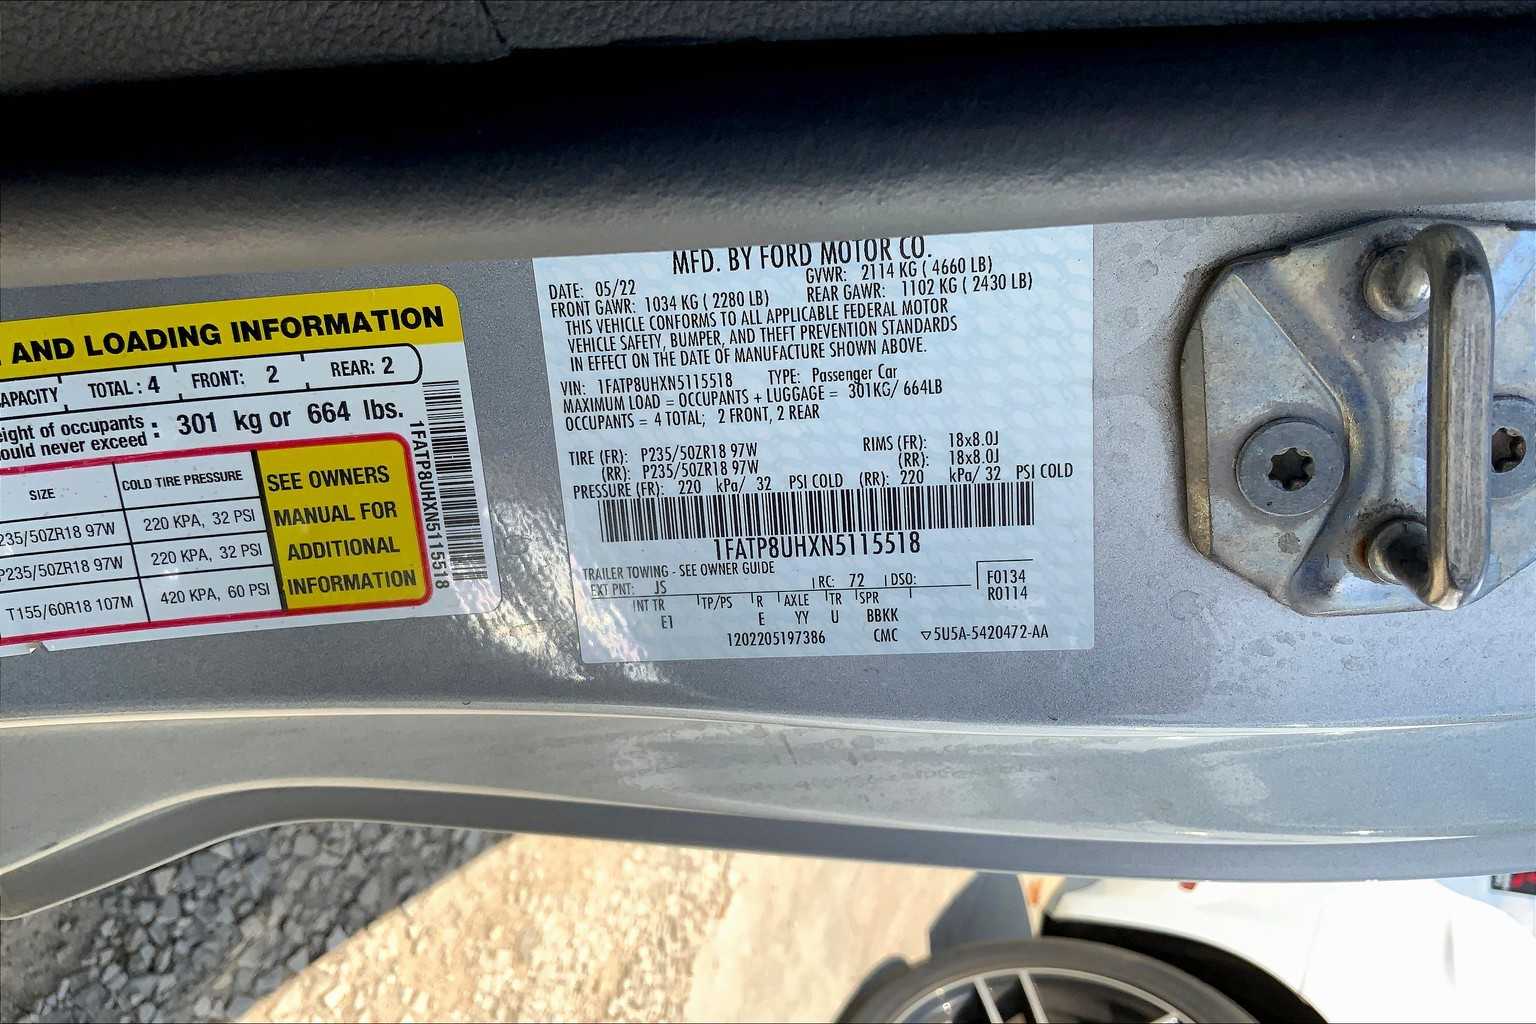 AND LOADING INFORMATION
TOTAL : 4 FRONT: 2 REAR: 2
of occupants
never exceed : 301 kg or 664 lbs.
SIZE COLD TIRE PRESSURE
235/50ZR18 97W 220 KPA, 32 PSI
P235/50ZR18 97W 220 KPA, 32 PSI
T155/60R18 107M 420 KPA, 60 PSI
SEE OWNERS
MANUAL FOR
ADDITIONAL
INFORMATION
1FATP8UHXN5115518
MFD. BY FORD MOTOR CO.
DATE: 05/22 GVWR: 2114 KG ( 4660 LB)
FRONT GAWR: 1034 KG ( 2280 LB) REAR GAWR: 1102 KG ( 2430 LB)
THIS VEHICLE CONFORMS TO ALL APPLICABLE FEDERAL MOTOR
VEHICLE SAFETY, BUMPER, AND THEFT PREVENTION STANDARDS
IN EFFECT ON THE DATE OF MANUFACTURE SHOWN ABOVE.
VIN: 1FATP8UHXN5115518 TYPE: Passenger Car
MAXIMUM LOAD = OCCUPANTS + LUGGAGE = 301KG/ 664LB
OCCUPANTS = 4 TOTAL; 2 FRONT, 2 REAR
TIRE (FR): P235/50ZR18 97W RIMS (FR): 18x8.0J
(RR): P235/50ZR18 97W (RR): 18x8.0J
PRESSURE (FR): 220 kPa/ 32 PSI COLD (RR): 220 kPa/ 32 PSI COLD
1FATP8UHXN5115518
TRAILER TOWING - SEE OWNER GUIDE
EXT PNT: JS RC: 72 DSO: F0134
R0114
INT TR TP/PS R AXLE TR SPR
E1 E YY U BBKK
1202205197386 CMC ▽5U5A-5420472-AA